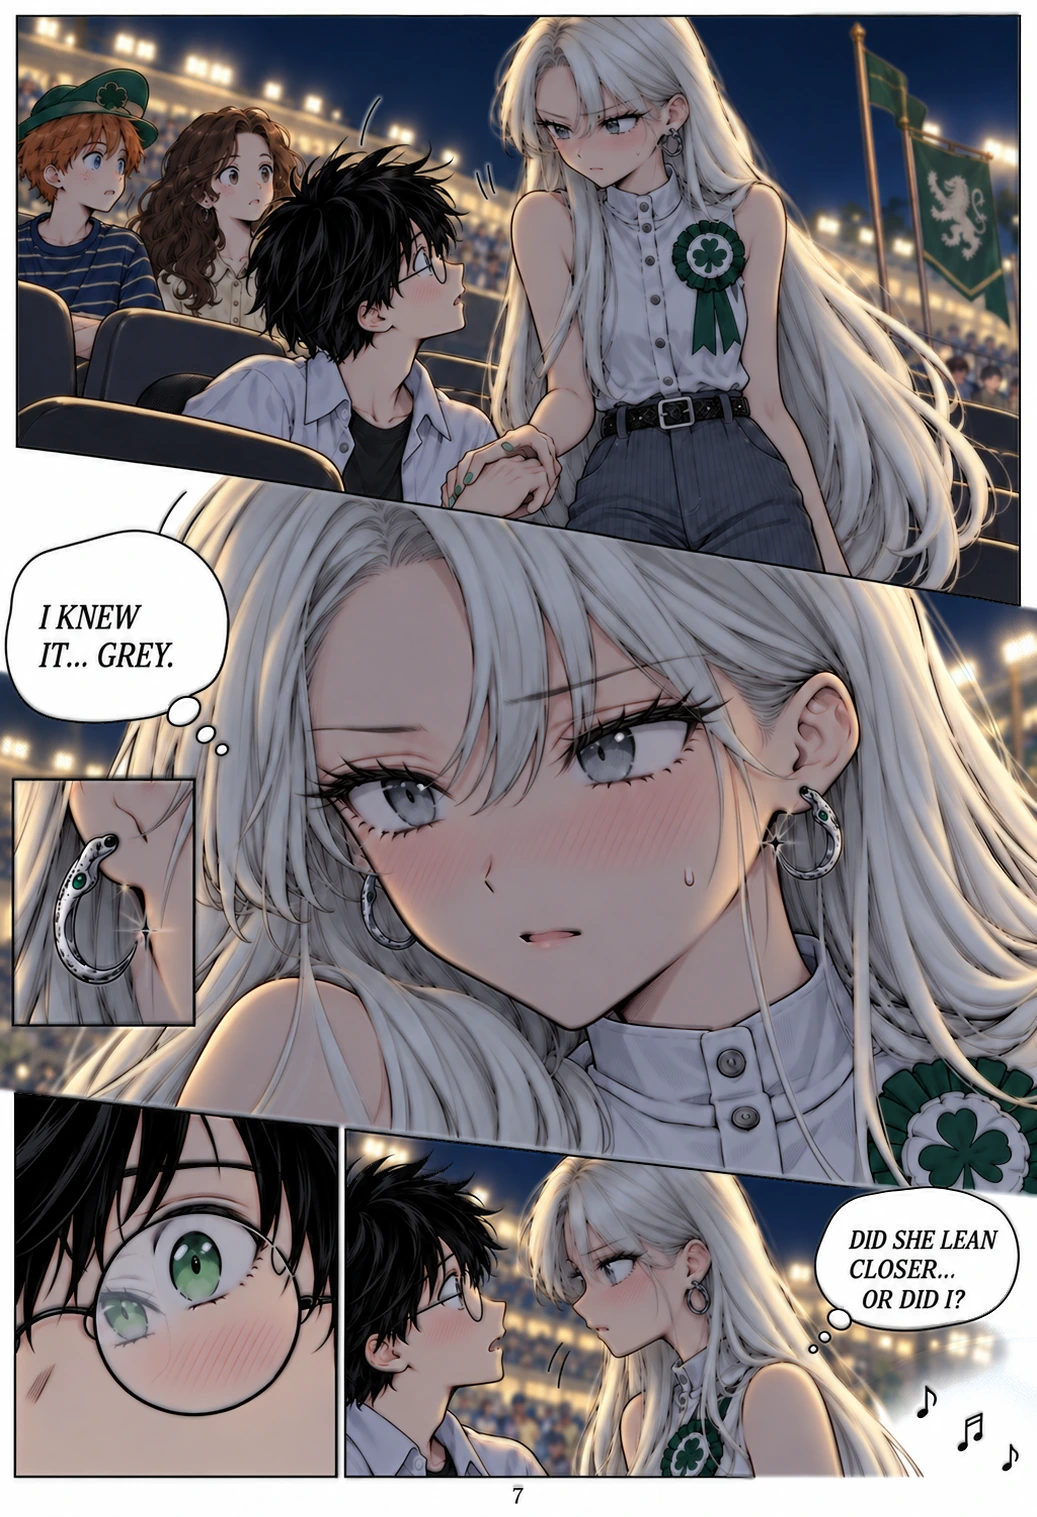 I KNEW
IT... GREY.
DID SHE LEAN
CLOSER...
OR DID I?
7